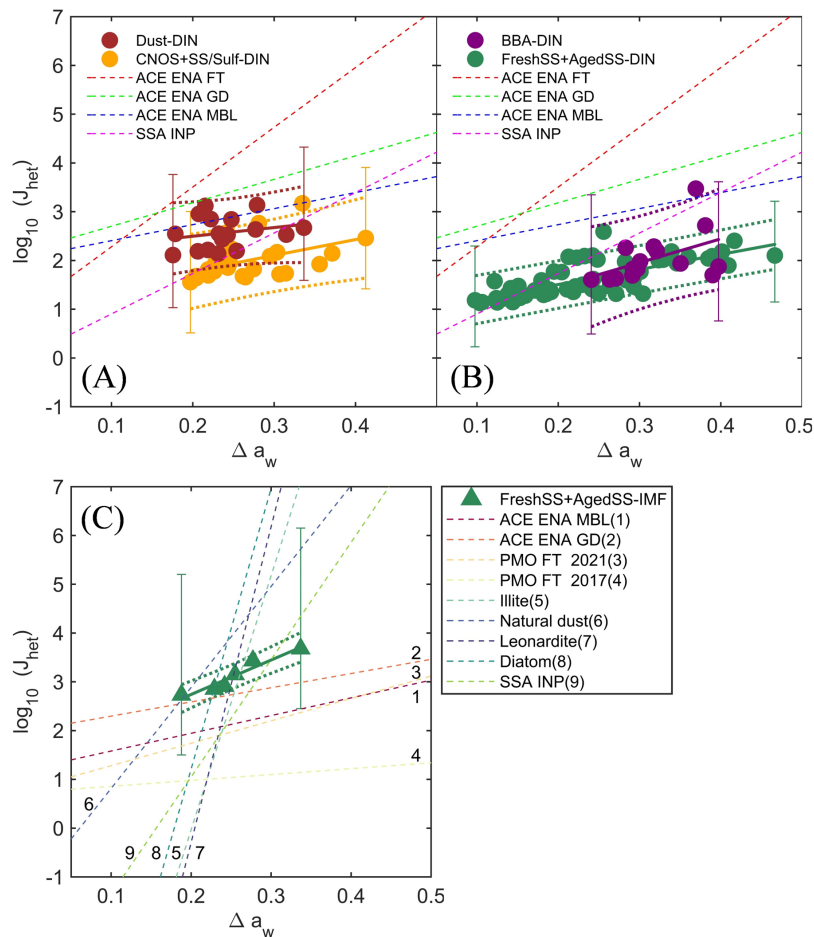 7
6
5
4
3
2
1
0
-1
log10 (Jhet)
Dust-DIN
CNOS+SS/Sulf-DIN
ACE ENA FT
ACE ENA GD
ACE ENA MBL
SSA INP
(A)
0.1 0.2 0.3 0.4
Δ aw
BBA-DIN
FreshSS+AgedSS-DIN
ACE ENA FT
ACE ENA GD
ACE ENA MBL
SSA INP
(B)
0.1 0.2 0.3 0.4 0.5
Δ aw
7
6
5
4
3
2
1
0
-1
log10 (Jhet)
(C)
2
3
1
4
6
9 8 5 7
0.1 0.2 0.3 0.4 0.5
Δ aw
FreshSS+AgedSS-IMF
ACE ENA MBL(1)
ACE ENA GD(2)
PMO FT 2021(3)
PMO FT 2017(4)
Illite(5)
Natural dust(6)
Leonardite(7)
Diatom(8)
SSA INP(9)